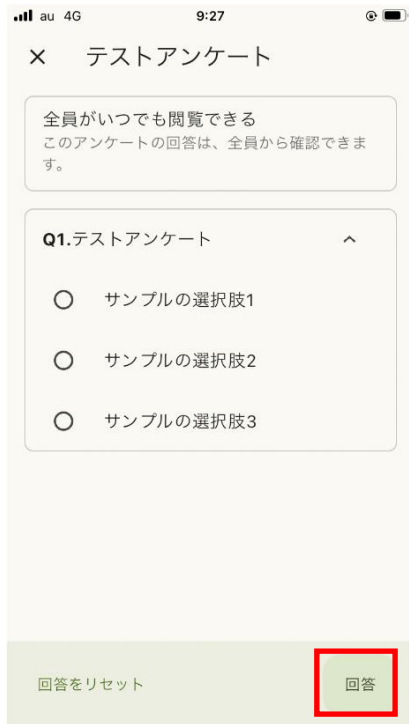 au 4G 9:27
× テストアンケート
全員がいつでも閲覧できる
このアンケートの回答は、全員から確認できま
す。
Q1.テストアンケート
サンプルの選択肢1
サンプルの選択肢2
サンプルの選択肢3
回答をリセット 回答